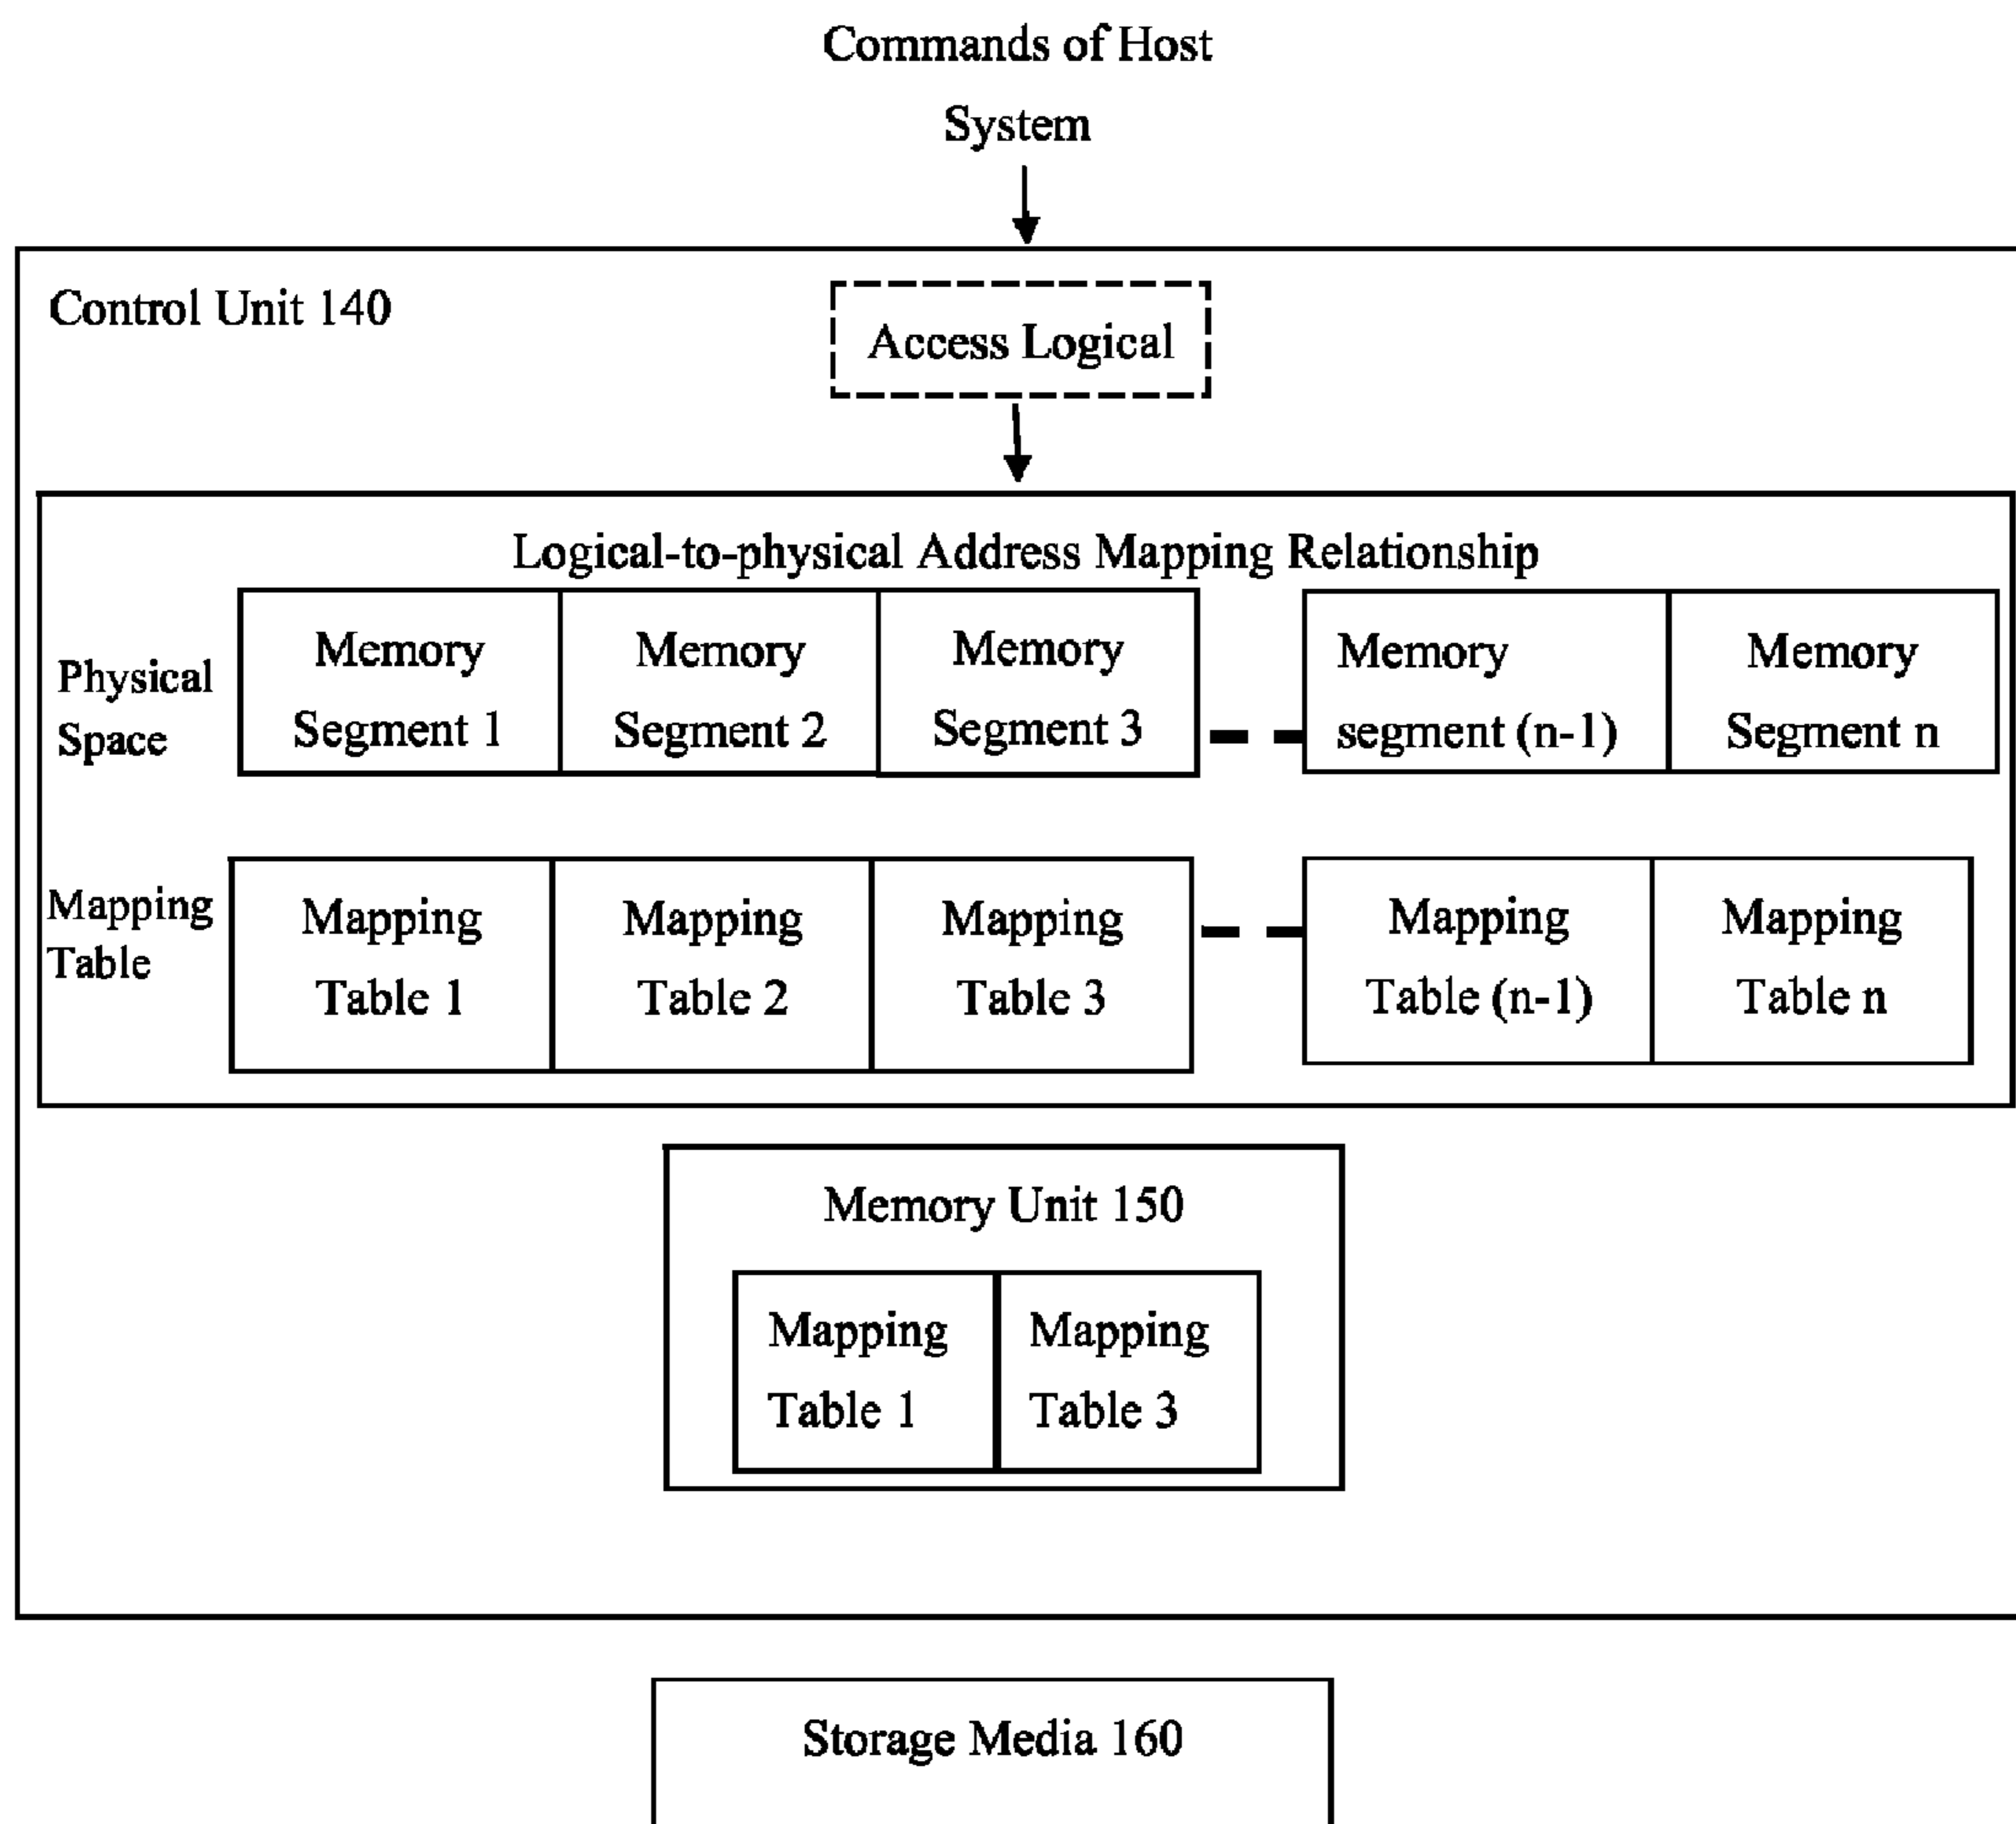 Commands of Host
System
Control Unit 140
Access Logical
Logical-to-physical Address Mapping Relationship
Physical
Space
Memory
Segment 1
Memory
Segment 2
Memory
Segment 3
Memory
segment (n-1)
Memory
Segment n
Mapping
Table
Mapping
Table 1
Mapping
Table 2
Mapping
Table 3
Mapping
Table (n-1)
Mapping
Table n
Memory Unit 150
Mapping
Table 1
Mapping
Table 3
Storage Media 160